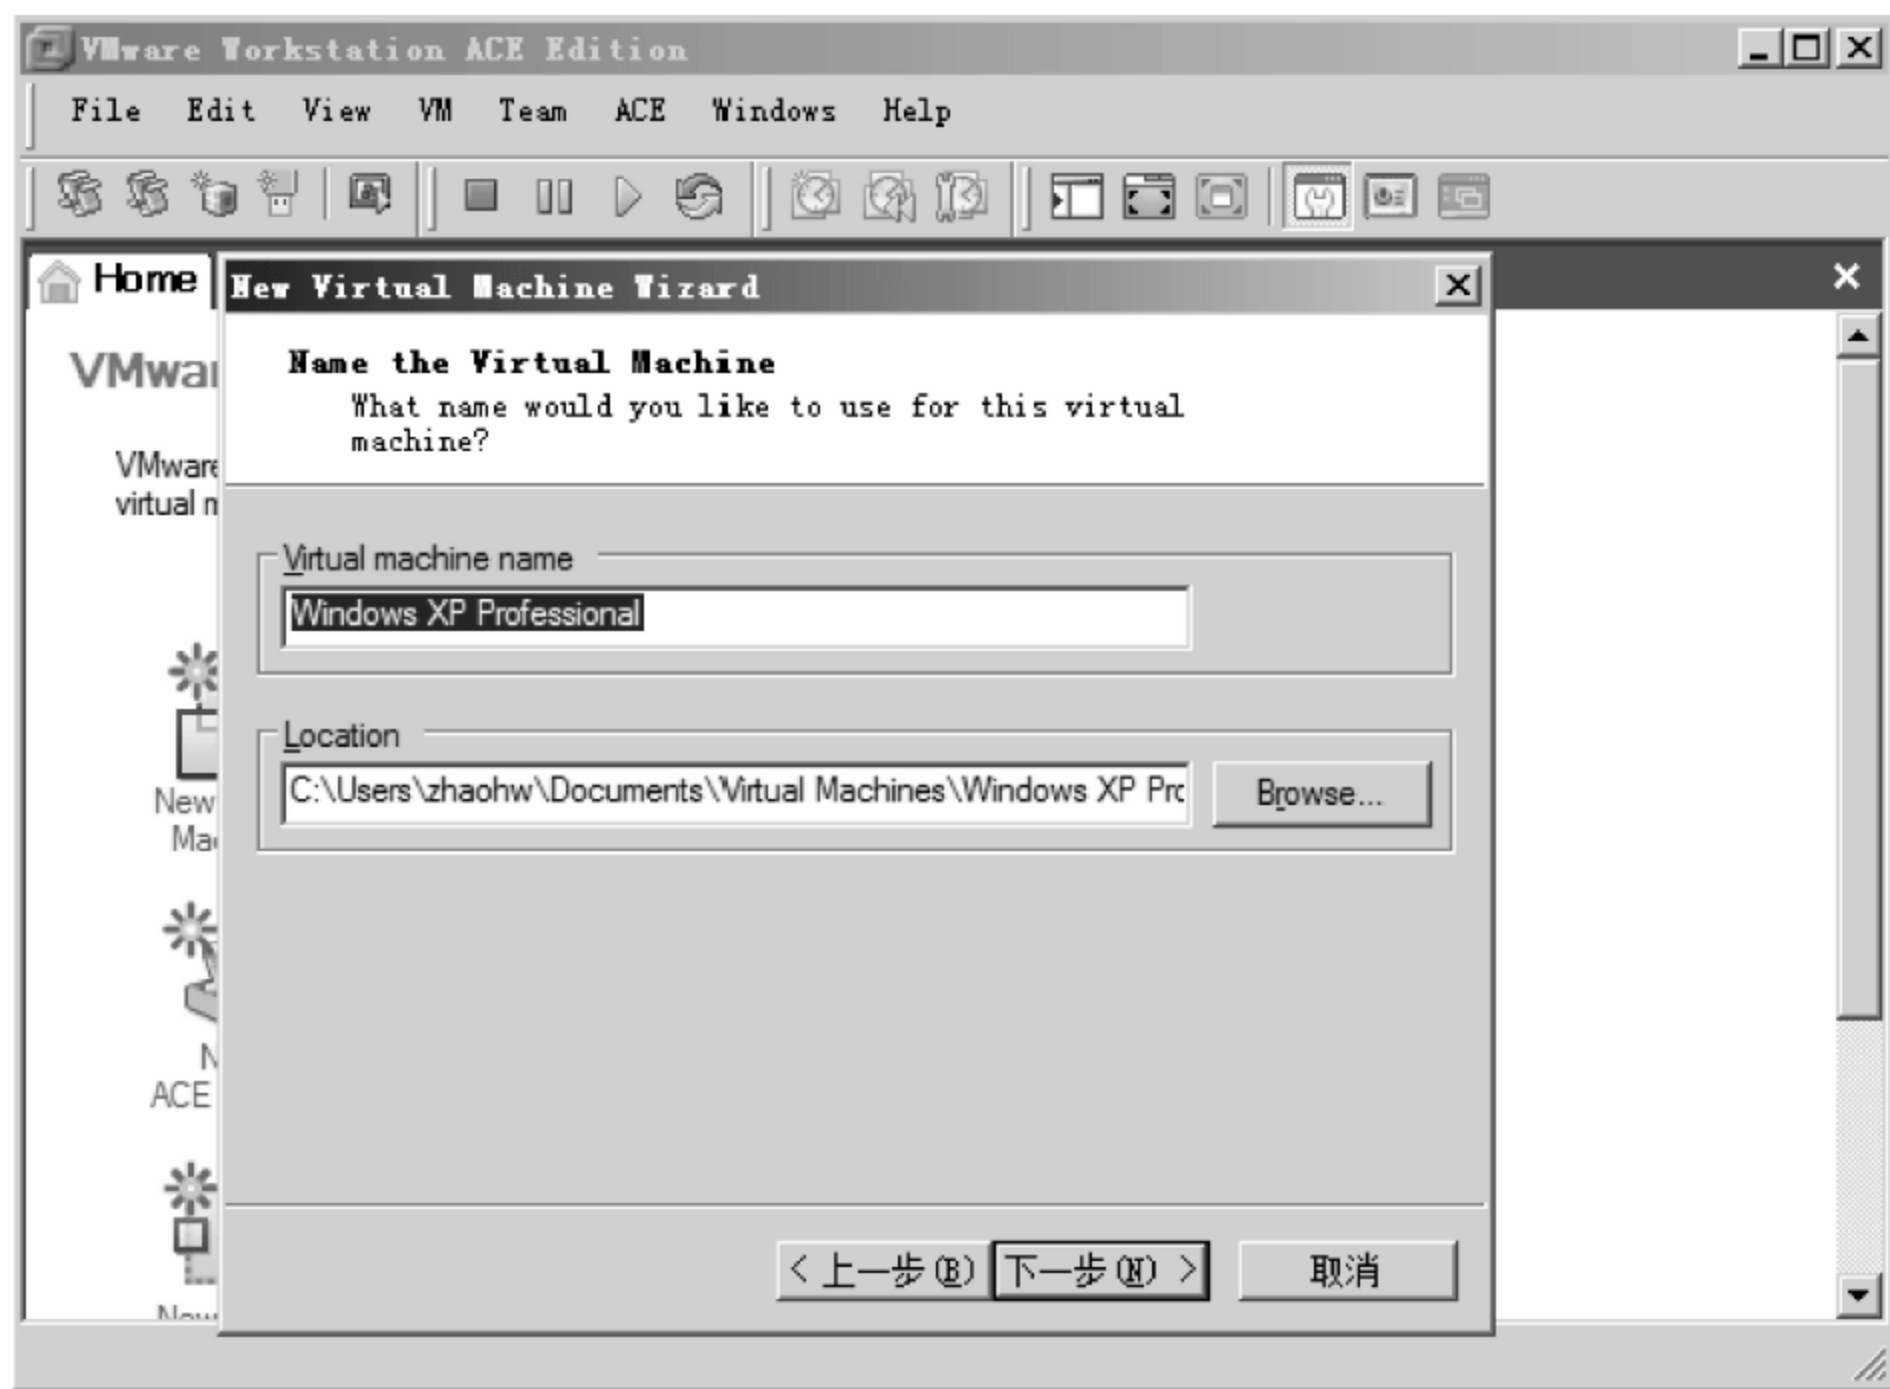 VMware Workstation ACE Edition
File Edit View VM Team ACE Windows Help
Home
New Virtual Machine Wizard
Name the Virtual Machine
What name would you like to use for this virtual
machine?
VMware
virtual
Virtual machine name
Windows XP Professional
Location
C:\Users\zhaohw\Documents\Virtual Machines\Windows XP Pro
Browse...
New
Ma
N
ACE
New
< 上一步(B) 下一步(N) > 取消